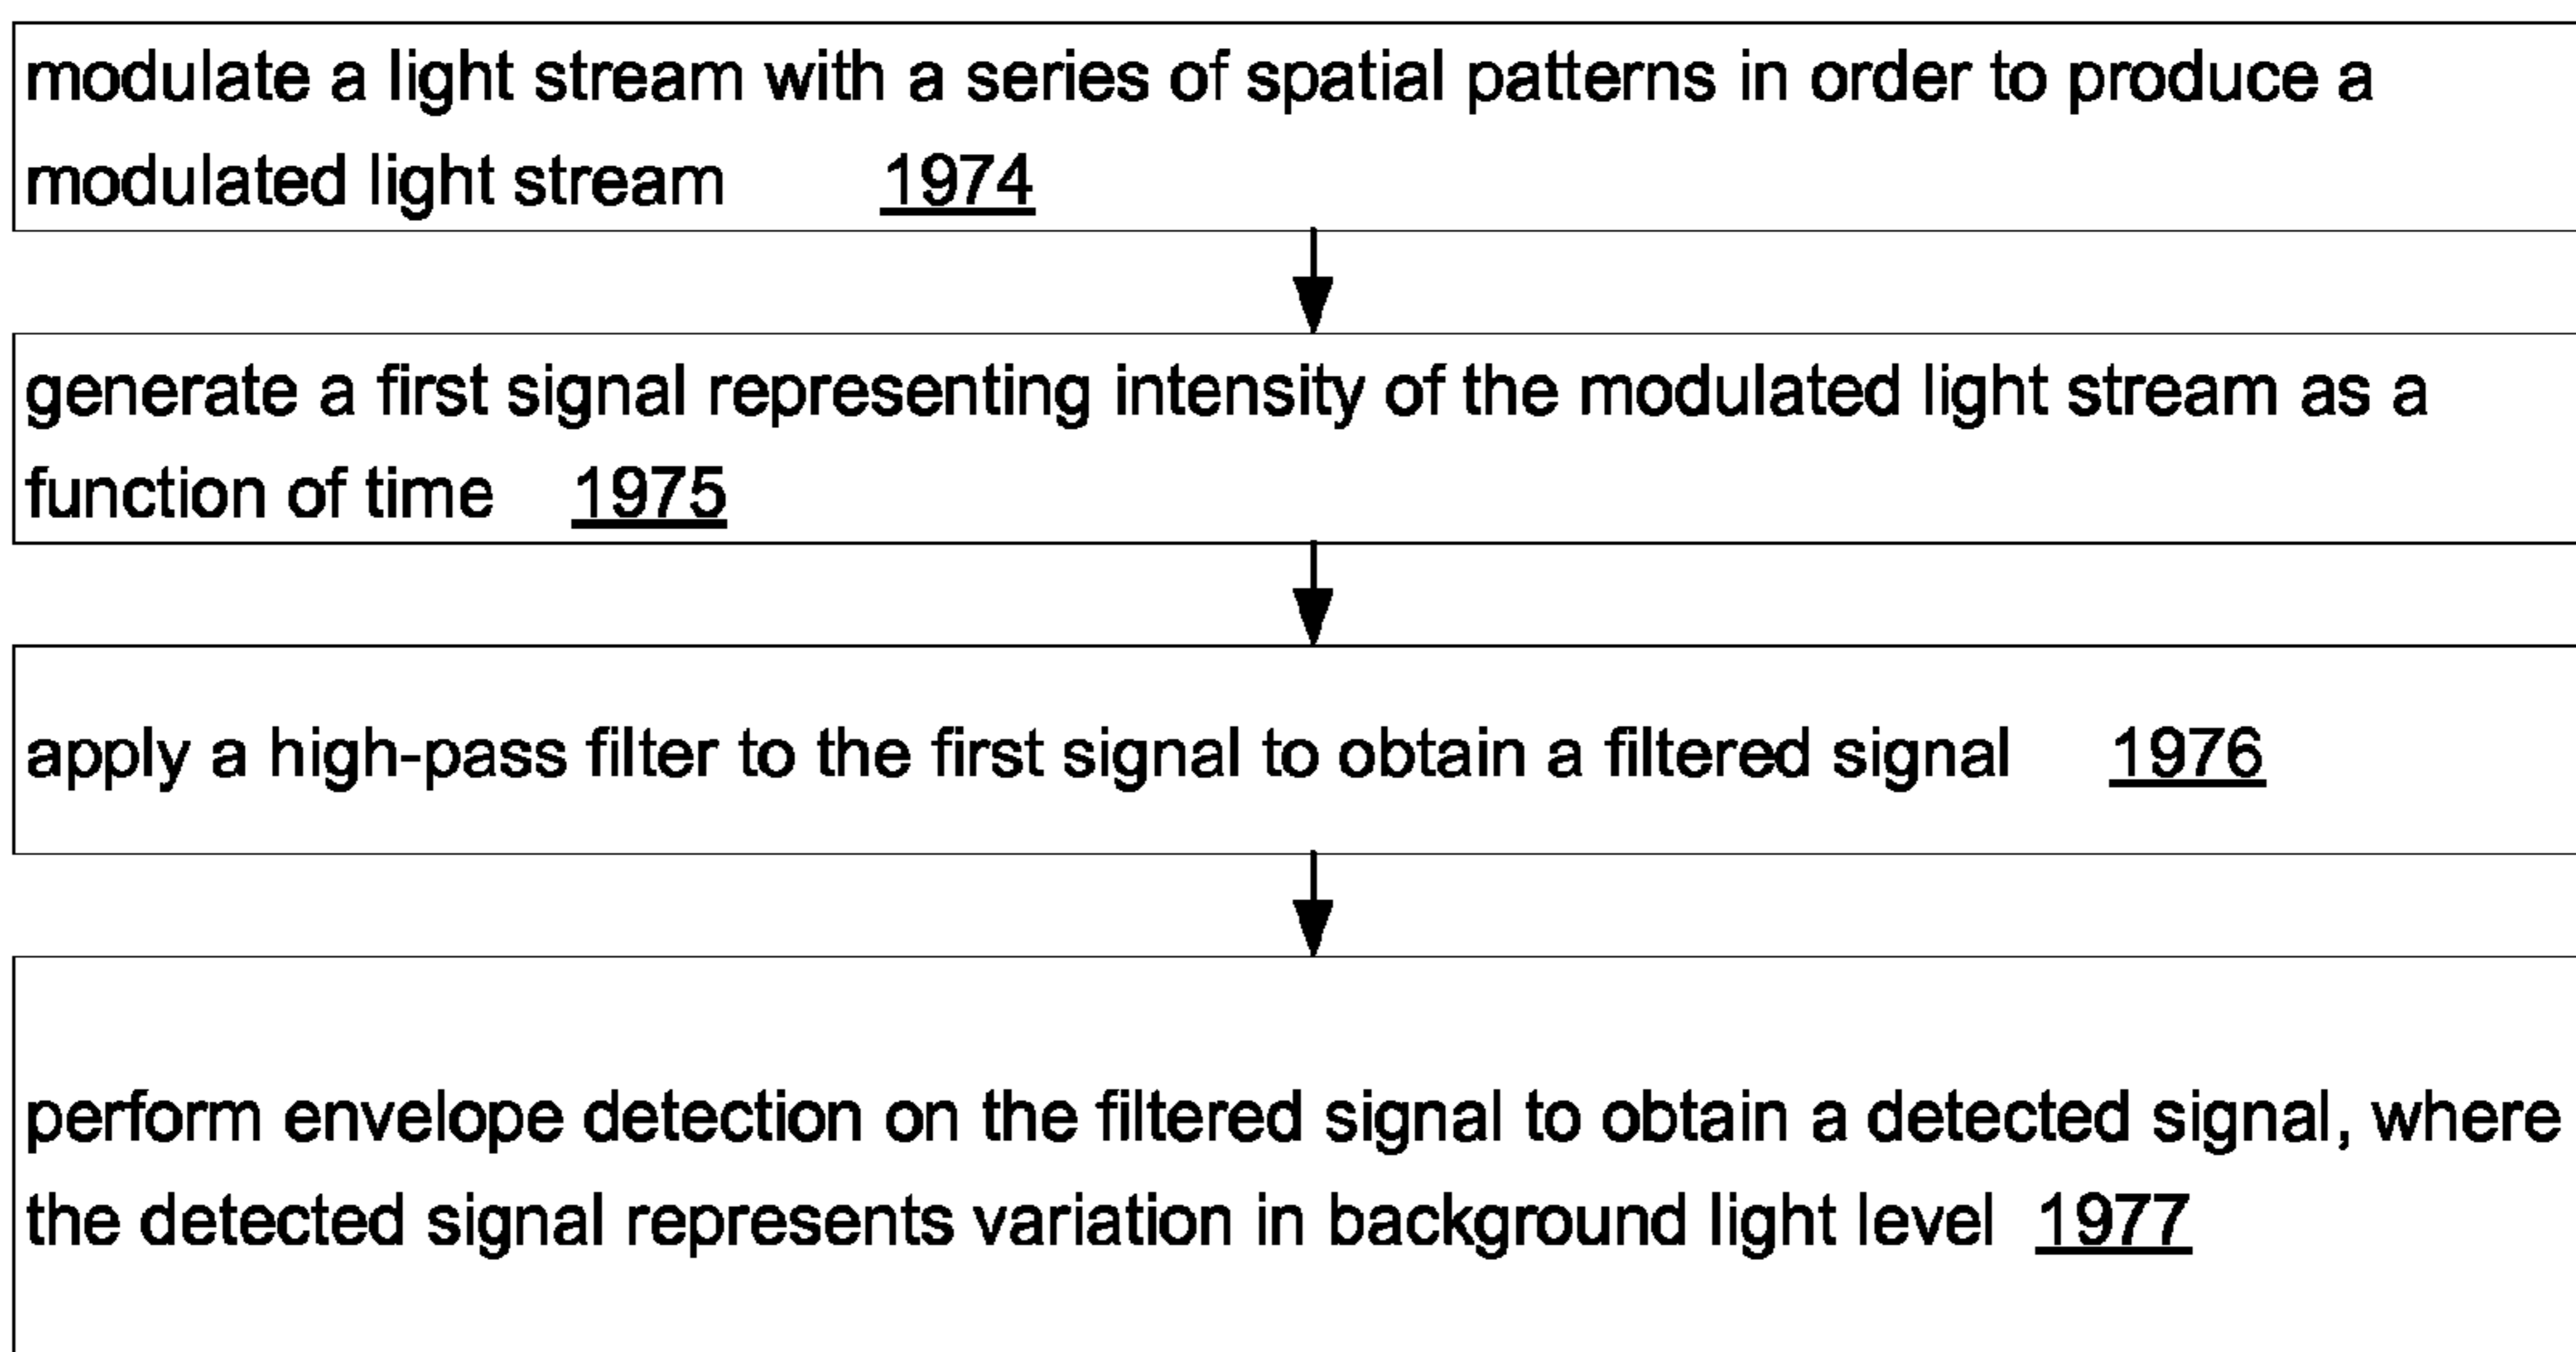 modulate a light stream with a series of spatial patterns in order to produce a
modulated light stream 1974
generate a first signal representing intensity of the modulated light stream as a
function of time 1975
apply a high-pass filter to the first signal to obtain a filtered signal 1976
perform envelope detection on the filtered signal to obtain a detected signal, where
the detected signal represents variation in background light level 1977